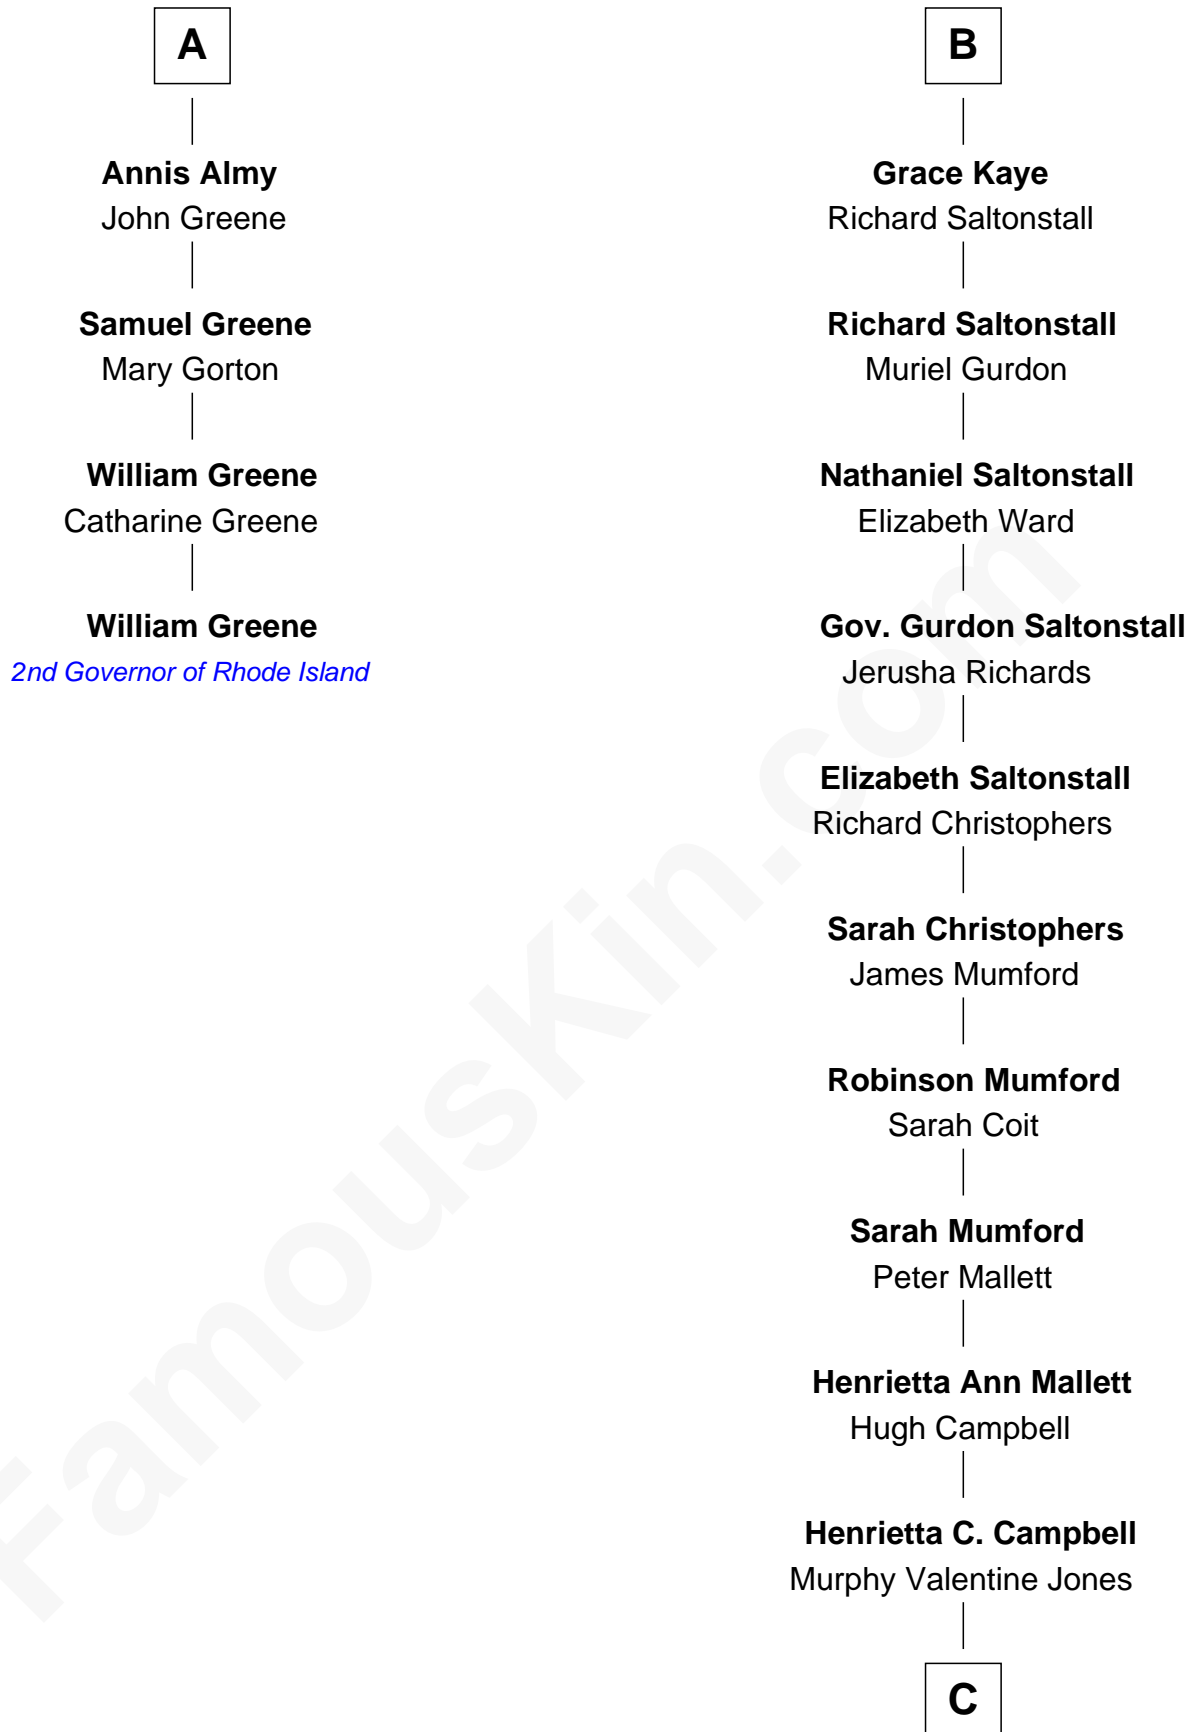 A
Annis Almy
John Greene
Samuel Greene
Mary Gorton
William Greene
Catharine Greene
William Greene
2nd Governor of Rhode Island
B
Grace Kaye
Richard Saltonstall
Richard Saltonstall
Muriel Gurdon
Nathaniel Saltonstall
Elizabeth Ward
Gov. Gurdon Saltonstall
Jerusha Richards
Elizabeth Saltonstall
Richard Christophers
Sarah Christophers
James Mumford
Robinson Mumford
Sarah Coit
Sarah Mumford
Peter Mallett
Henrietta Ann Mallett
Hugh Campbell
Henrietta C. Campbell
Murphy Valentine Jones
C
FamousKin.com